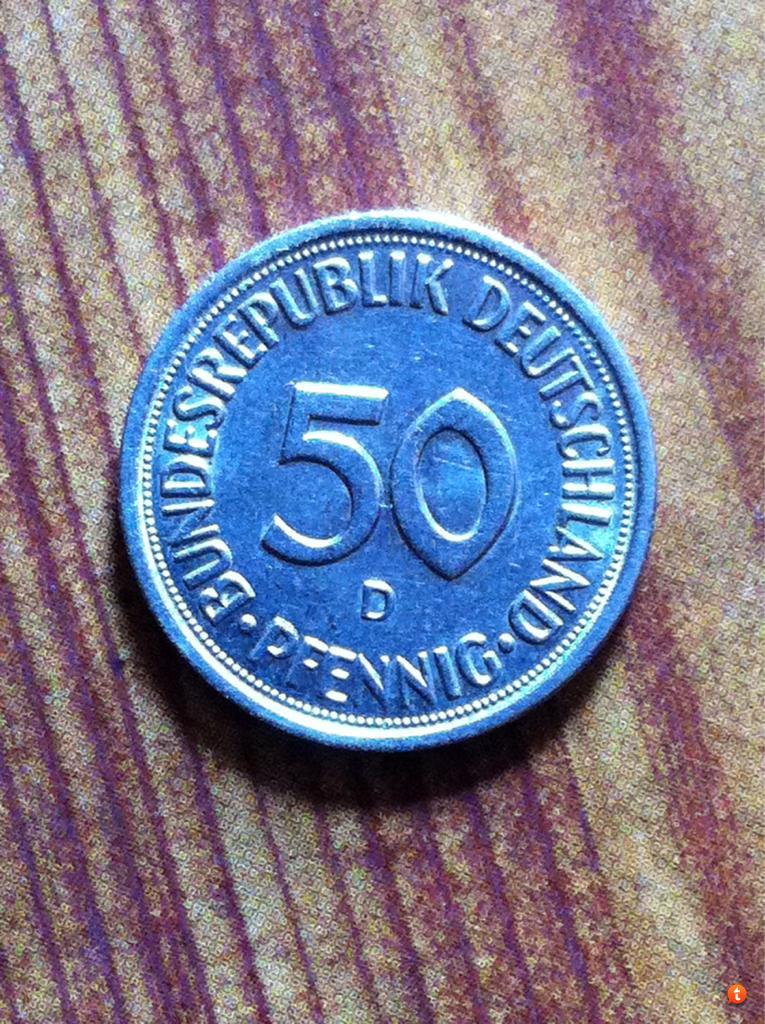 BUNDESREPUBLIK DEUTSCHLAND
50
D
• PFENNIG •
t